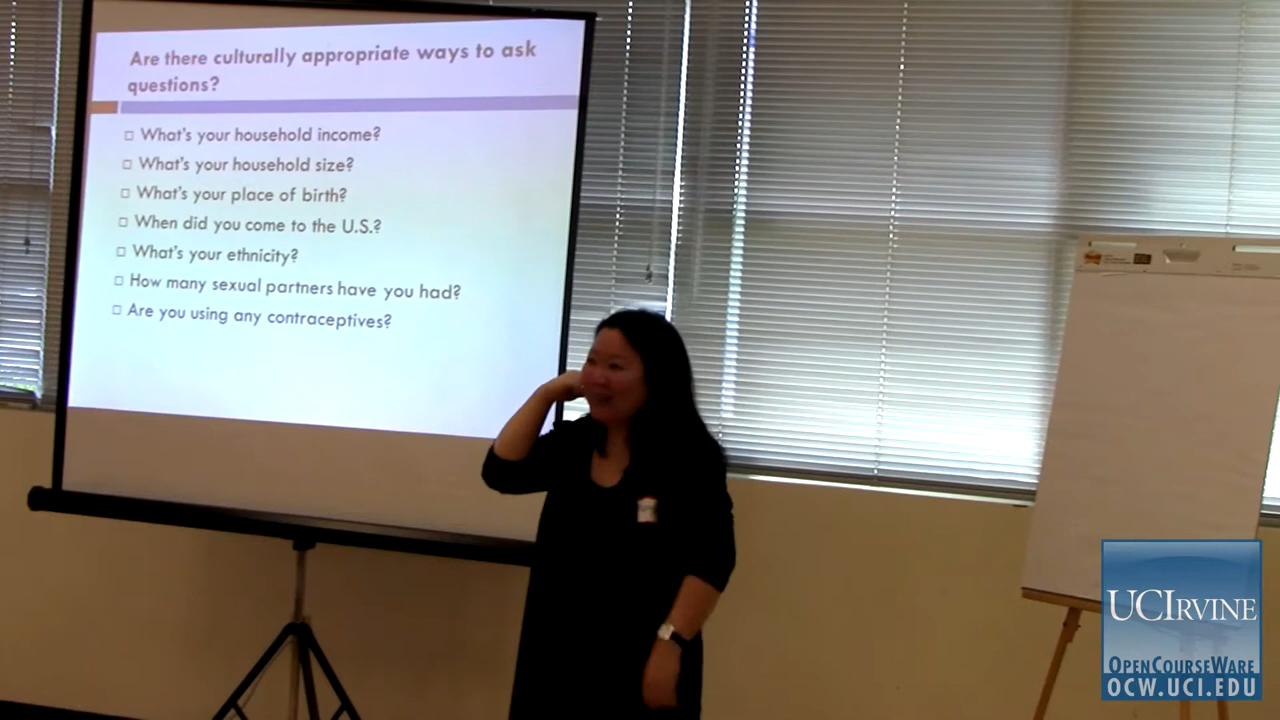 Are there culturally appropriate ways to ask
questions?
What's your household income?
What's your household size?
What's your place of birth?
When did you come to the U.S.?
What's your ethnicity?
How many sexual partners have you had?
Are you using any contraceptives?
UCIRVINE
OPENCOURSEWARE
OCW.UCI.EDU